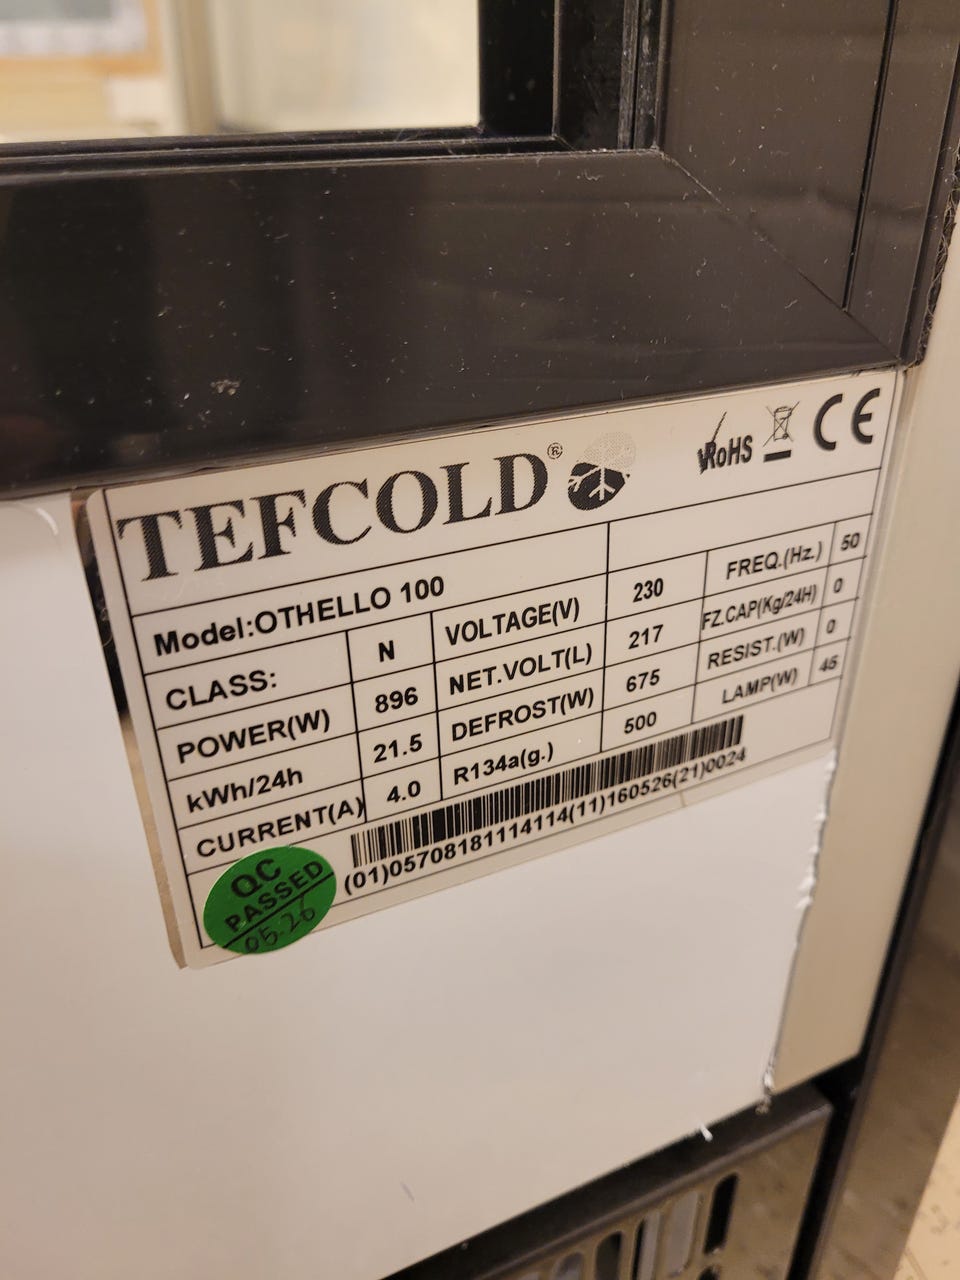 TEFCOLD®
RoHS CE
Model:OTHELLO 100
CLASS: N VOLTAGE(V) 230 FREQ.(Hz.) 50
POWER(W) 896 NET.VOLT(L) 217 FZ.CAP(Kg/24H) 0
kWh/24h 21.5 DEFROST(W) 675 RESIST.(W) 0
CURRENT(A) 4.0 R134a(g.) 500 LAMP(W) 45
(01)05708181114114(11)160526(21)0024
QC
PASSED
05.26